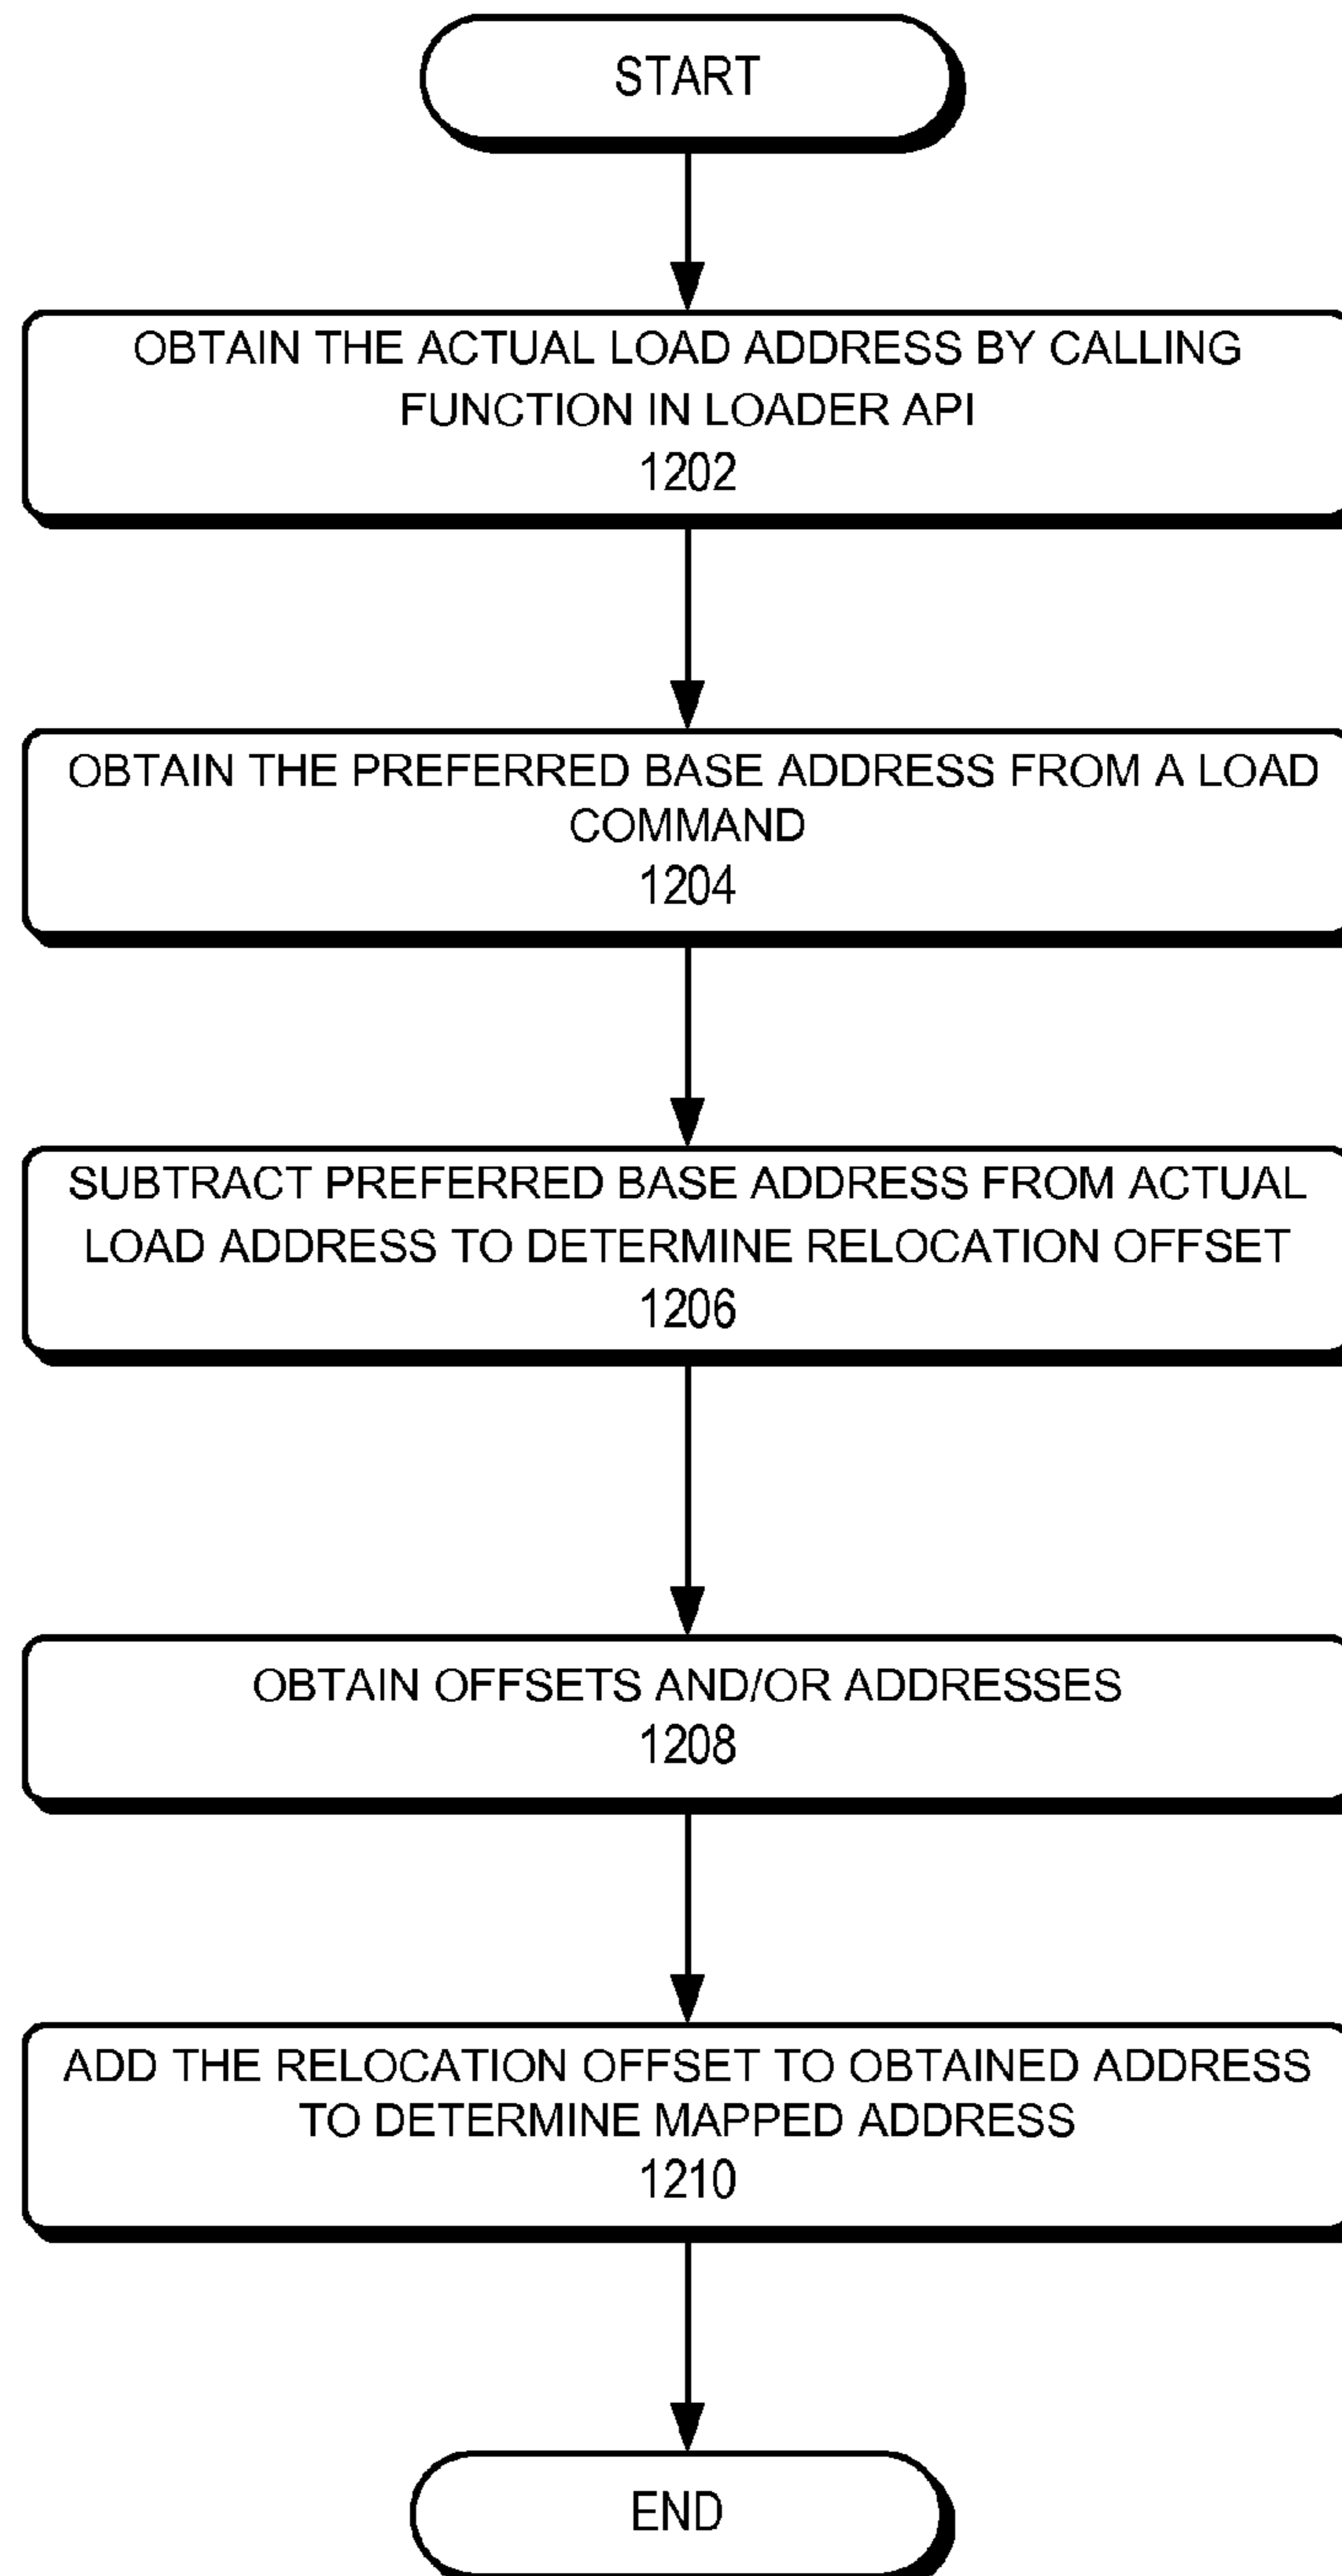 START
OBTAIN THE ACTUAL LOAD ADDRESS BY CALLING
FUNCTION IN LOADER API
1202
OBTAIN THE PREFERRED BASE ADDRESS FROM A LOAD
COMMAND
1204
SUBTRACT PREFERRED BASE ADDRESS FROM ACTUAL
LOAD ADDRESS TO DETERMINE RELOCATION OFFSET
1206
OBTAIN OFFSETS AND/OR ADDRESSES
1208
ADD THE RELOCATION OFFSET TO OBTAINED ADDRESS
TO DETERMINE MAPPED ADDRESS
1210
END